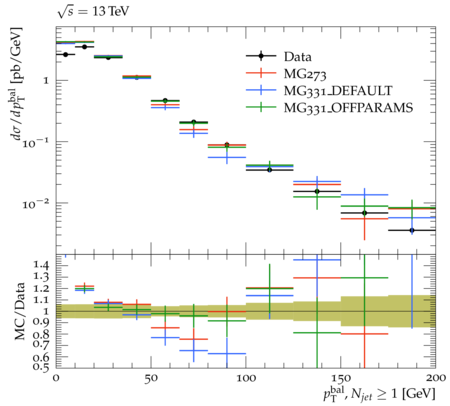 √s = 13 TeV
dσ/dp_T^bal [pb/GeV]
1
10⁻¹
10⁻²
Data
MG273
MG331_DEFAULT
MG331_OFFPARAMS
MC/Data
1.4
1.3
1.2
1.1
1
0.9
0.8
0.7
0.6
0.5
0 50 100 150 200
p_T^bal, N_jet ≥ 1 [GeV]